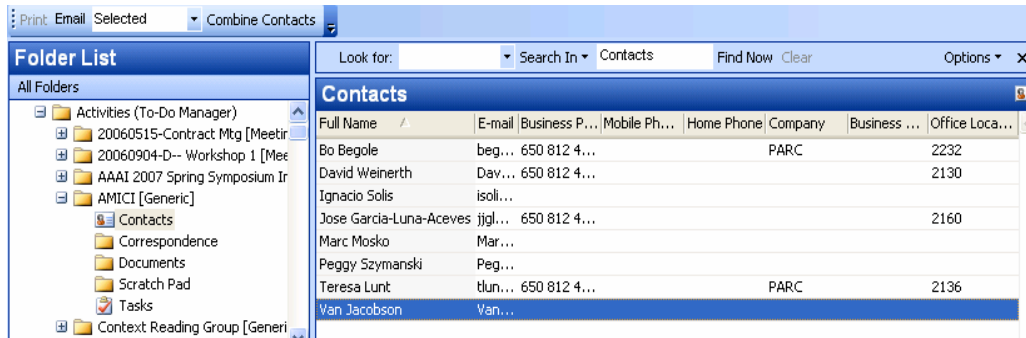 Print Email Selected Combine Contacts
Folder List
All Folders
Activities (To-Do Manager)
20060515-Contract Mtg [Meetin
20060904-D-- Workshop 1 [Mee
AAAI 2007 Spring Symposium Ir
AMICI [Generic]
Contacts
Correspondence
Documents
Scratch Pad
Tasks
Context Reading Group [Generi
Look for: Search In Contacts Find Now Clear Options
Contacts
Full Name E-mail Business P... Mobile Ph... Home Phone Company Business ... Office Loca...
Bo Begole beg... 650 812 4... PARC 2232
David Weinerth Dav... 650 812 4... 2130
Ignacio Solis isoli...
Jose Garcia-Luna-Aceves jjgl... 650 812 4... 2160
Marc Mosko Mar...
Peggy Szymanski Peg...
Teresa Lunt tlun... 650 812 4... PARC 2136
Van Jacobson Van...